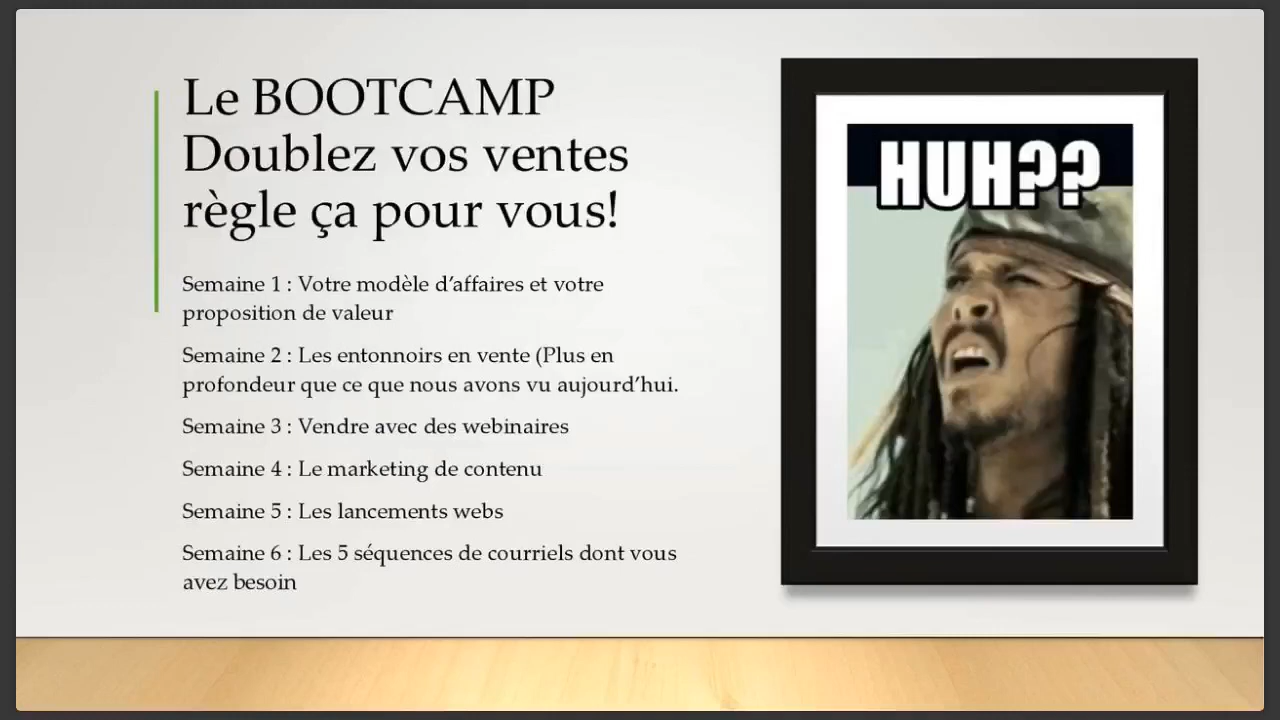 Le BOOTCAMP
Doublez vos ventes
règle ça pour vous!
Semaine 1 : Votre modèle d’affaires et votre
proposition de valeur
Semaine 2 : Les entonnoirs en vente (Plus en
profondeur que ce que nous avons vu aujourd’hui.
Semaine 3 : Vendre avec des webinaires
Semaine 4 : Le marketing de contenu
Semaine 5 : Les lancements webs
Semaine 6 : Les 5 séquences de courriels dont vous
avez besoin
HUH??